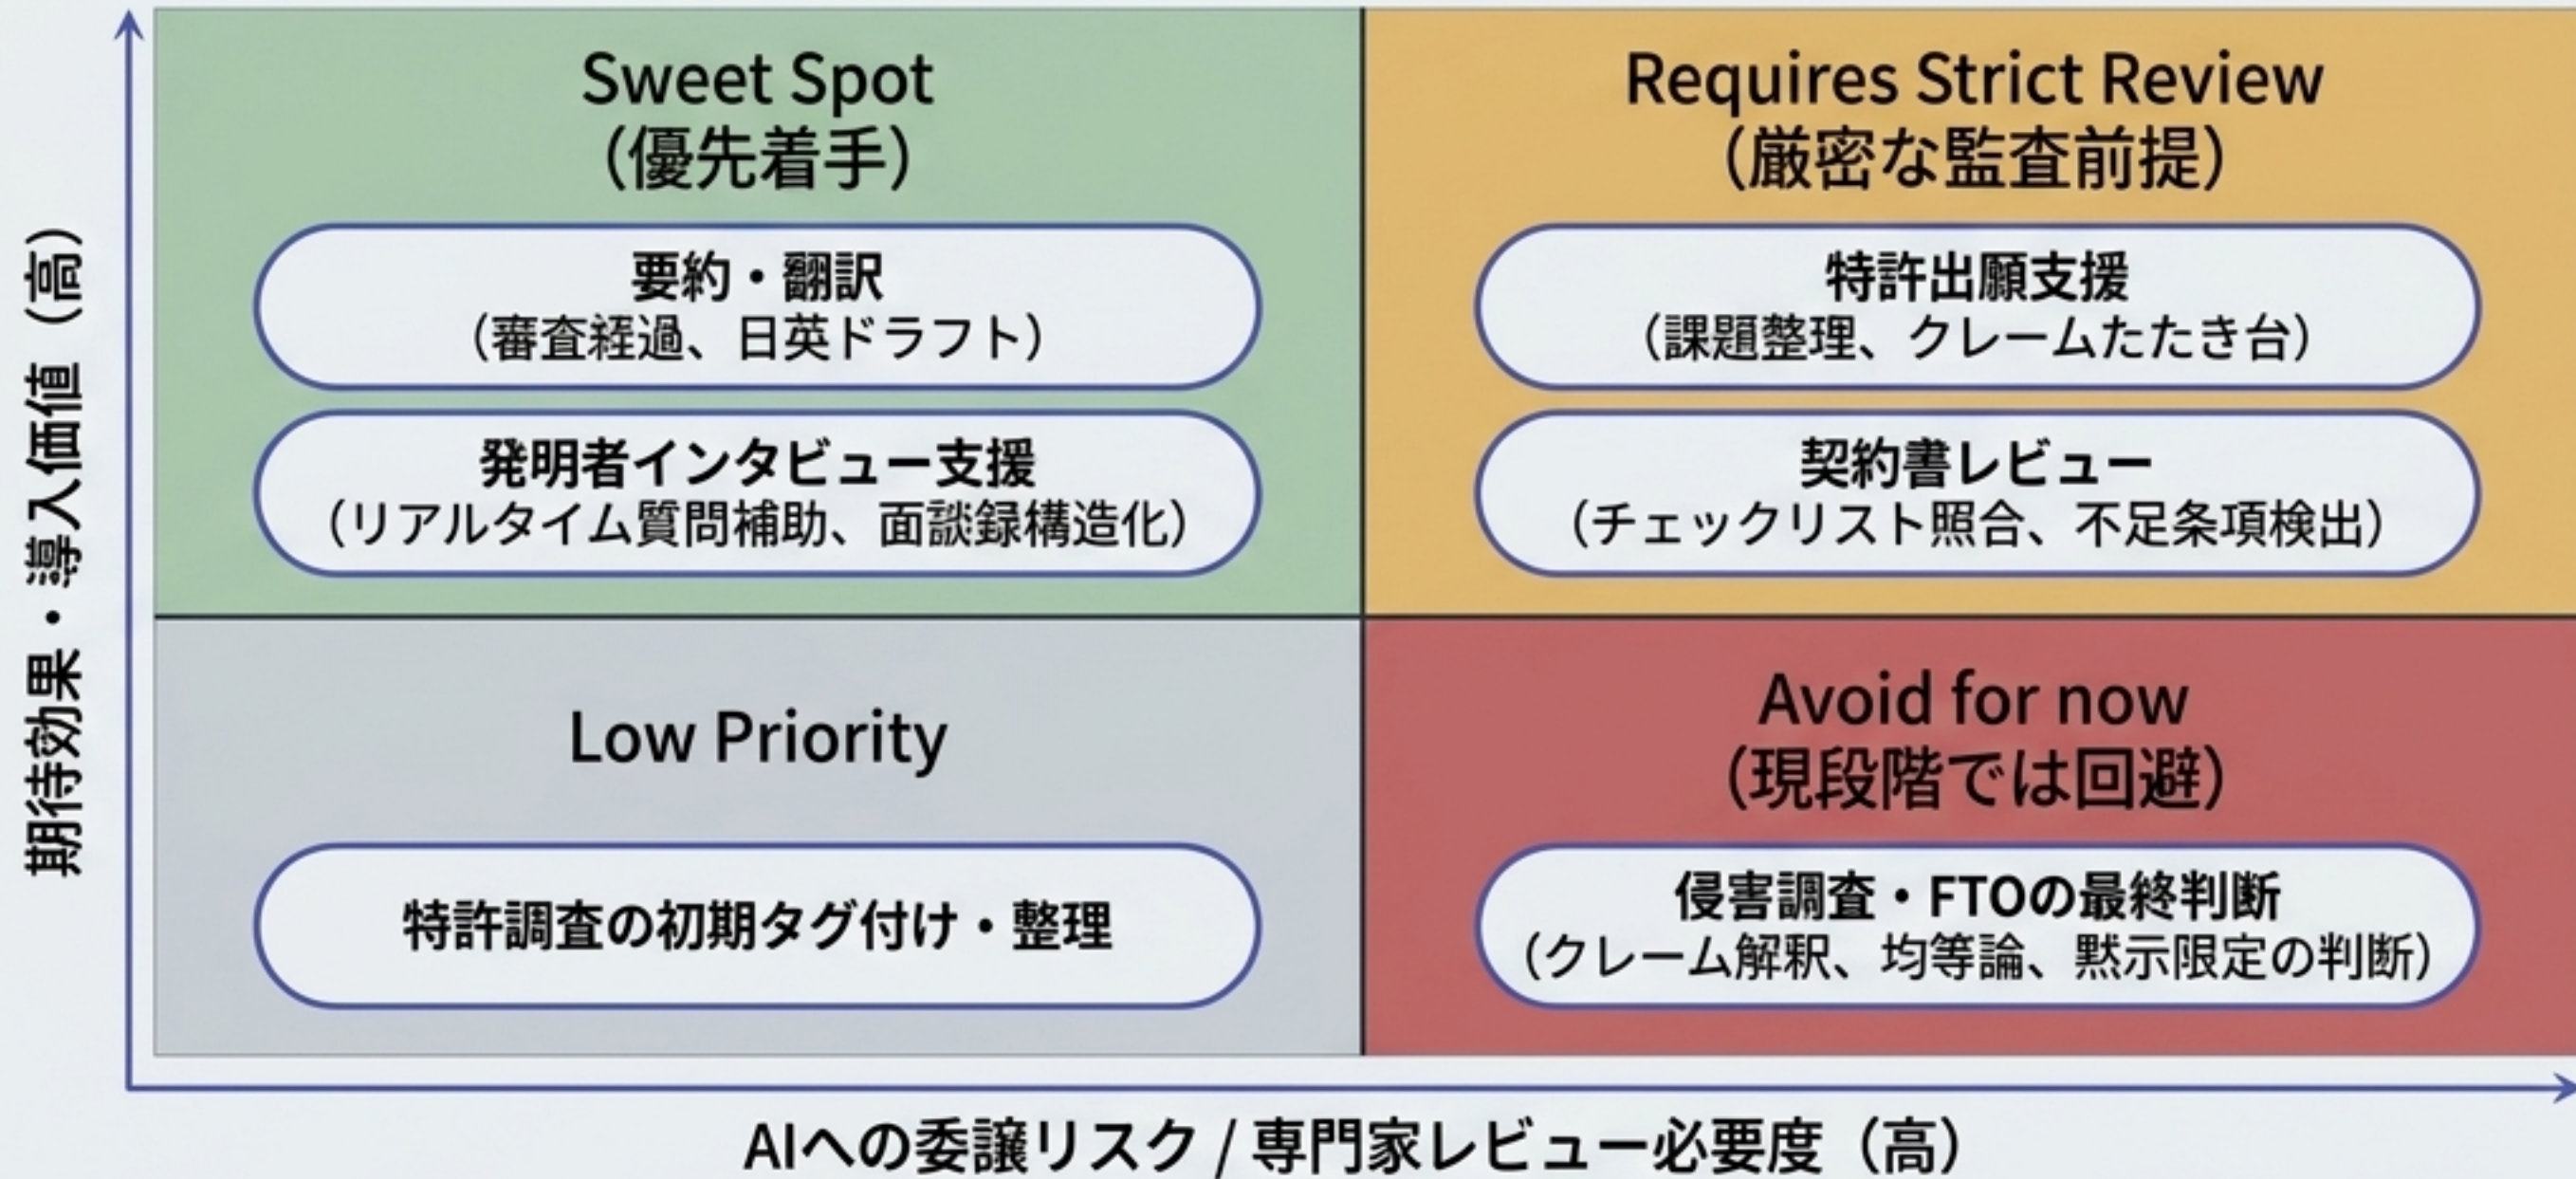 期待効果・導入価値（高）
Sweet Spot
（優先着手）
要約・翻訳
（審査経過、日英ドラフト）
発明者インタビュー支援
（リアルタイム質問補助、面談録構造化）
Requires Strict Review
（厳密な監査前提）
特許出願支援
（課題整理、クレームたたき台）
契約書レビュー
（チェックリスト照合、不足条項検出）
Low Priority
特許調査の初期タグ付け・整理
Avoid for now
（現段階では回避）
侵害調査・FTOの最終判断
（クレーム解釈、均等論、黙示限定の判断）
AIへの委譲リスク / 専門家レビュー必要度（高）